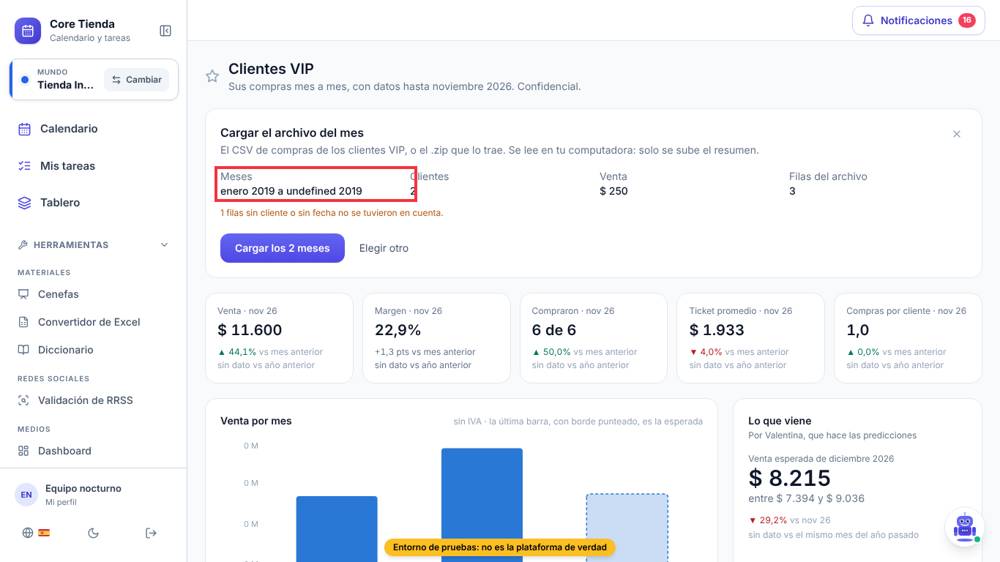 Core Tienda
Calendario y tareas
MUNDO
Tienda In...
Cambiar
Calendario
Mis tareas
Tablero
HERRAMIENTAS
MATERIALES
Cenefas
Convertidor de Excel
Diccionario
REDES SOCIALES
Validación de RRSS
MEDIOS
Dashboard
EN
Equipo nocturno
Mi perfil
Notificaciones 16
Clientes VIP
Sus compras mes a mes, con datos hasta noviembre 2026. Confidencial.
Cargar el archivo del mes
El CSV de compras de los clientes VIP, o el .zip que lo trae. Se lee en tu computadora: solo se sube el resumen.
Meses
enero 2019 a undefined 2019
Clientes
2
Venta
$ 250
Filas del archivo
3
1 filas sin cliente o sin fecha no se tuvieron en cuenta.
Cargar los 2 meses
Elegir otro
Venta · nov 26
$ 11.600
▲ 44,1% vs mes anterior
sin dato vs año anterior
Margen · nov 26
22,9%
+1,3 pts vs mes anterior
sin dato vs año anterior
Compraron · nov 26
6 de 6
▲ 50,0% vs mes anterior
sin dato vs año anterior
Ticket promedio · nov 26
$ 1.933
▼ 4,0% vs mes anterior
sin dato vs año anterior
Compras por cliente · nov 26
1,0
▲ 0,0% vs mes anterior
sin dato vs año anterior
Venta por mes
sin IVA · la última barra, con borde punteado, es la esperada
0 M
0 M
0 M
Lo que viene
Por Valentina, que hace las predicciones
Venta esperada de diciembre 2026
$ 8.215
entre $ 7.394 y $ 9.036
▼ 29,2% vs nov 26
sin dato vs el mismo mes del año pasado
Entorno de pruebas: no es la plataforma de verdad